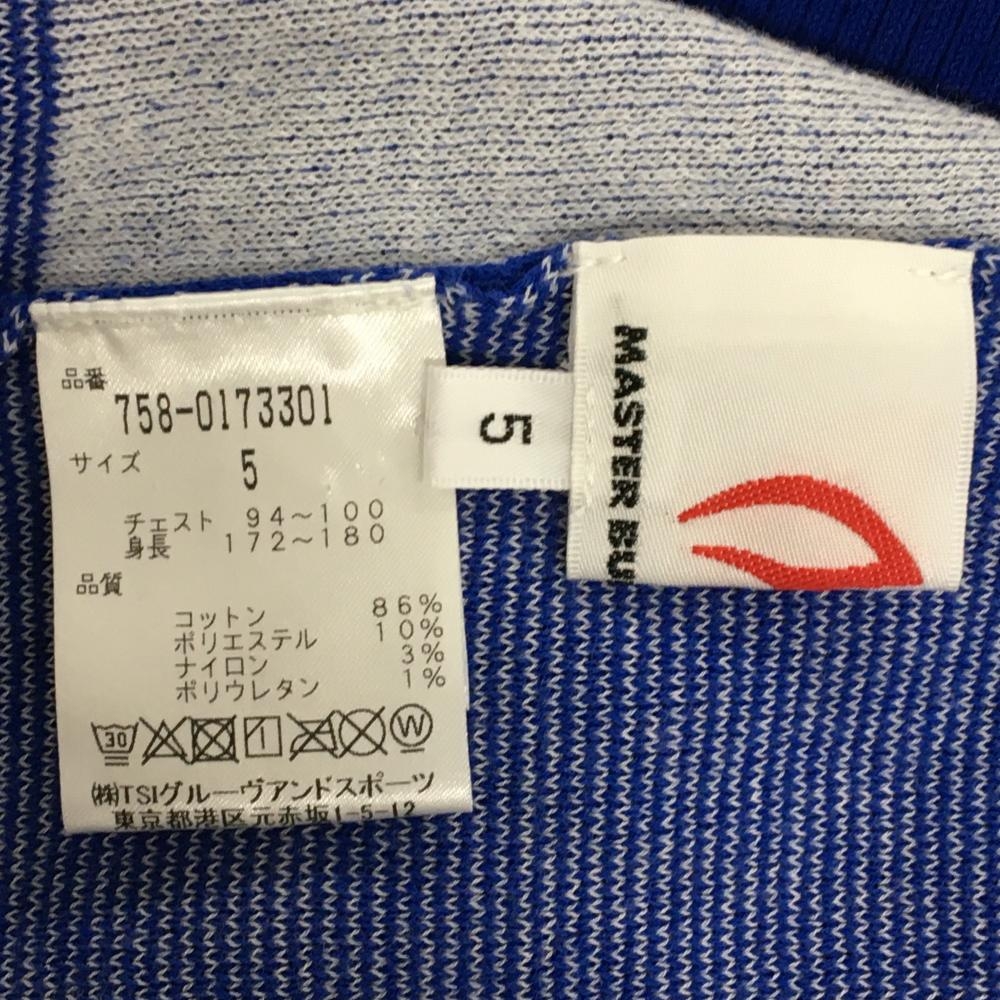 品番
758-0173301
サイズ 5
チェスト 94~100
身長 172~180
品質
コットン 86%
ポリエステル 10%
ナイロン 3%
ポリウレタン 1%
30 W
㈱TSIグルーヴアンドスポーツ
東京都港区元赤坂1-5-12
5
MASTER BU